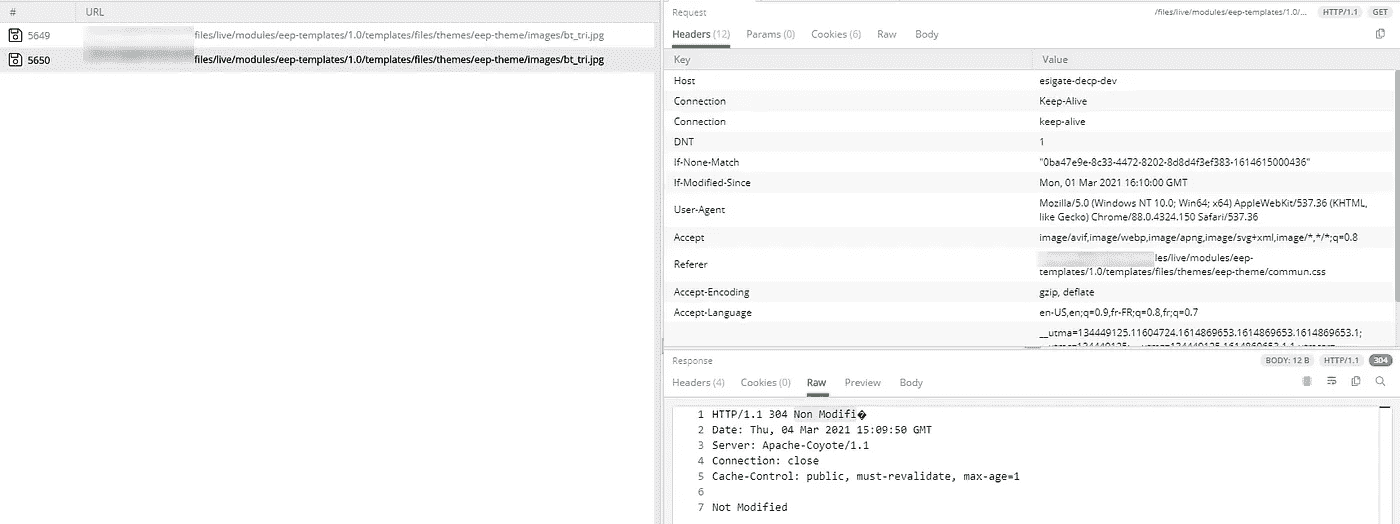 # URL
5649 files/live/modules/eep-templates/1.0/templates/files/themes/eep-theme/images/bt_tri.jpg
5650 files/live/modules/eep-templates/1.0/templates/files/themes/eep-theme/images/bt_tri.jpg
Request /files/live/modules/eep-templates/1.0/... HTTP/1.1 GET
Headers (12) Params (0) Cookies (6) Raw Body
Key Value
Host esigate-decp-dev
Connection Keep-Alive
Connection keep-alive
DNT 1
If-None-Match "0ba47e9e-8c33-4472-8202-8d8d4f3ef383-1614615000436"
If-Modified-Since Mon, 01 Mar 2021 16:10:00 GMT
User-Agent Mozilla/5.0 (Windows NT 10.0; Win64; x64) AppleWebKit/537.36 (KHTML,
like Gecko) Chrome/88.0.4324.150 Safari/537.36
Accept image/avif,image/webp,image/apng,image/svg+xml,image/*,*/*;q=0.8
Referer les/live/modules/eep-
templates/1.0/templates/files/themes/eep-theme/commun.css
Accept-Encoding gzip, deflate
Accept-Language en-US,en;q=0.9,fr-FR;q=0.8,fr;q=0.7
__utma=134449125.11604724.1614869653.1614869653.1614869653.1;
Response BODY: 12 B HTTP/1.1 304
Headers (4) Cookies (0) Raw Preview Body
1 HTTP/1.1 304 Non Modifi�
2 Date: Thu, 04 Mar 2021 15:09:50 GMT
3 Server: Apache-Coyote/1.1
4 Connection: close
5 Cache-Control: public, must-revalidate, max-age=1
6
7 Not Modified